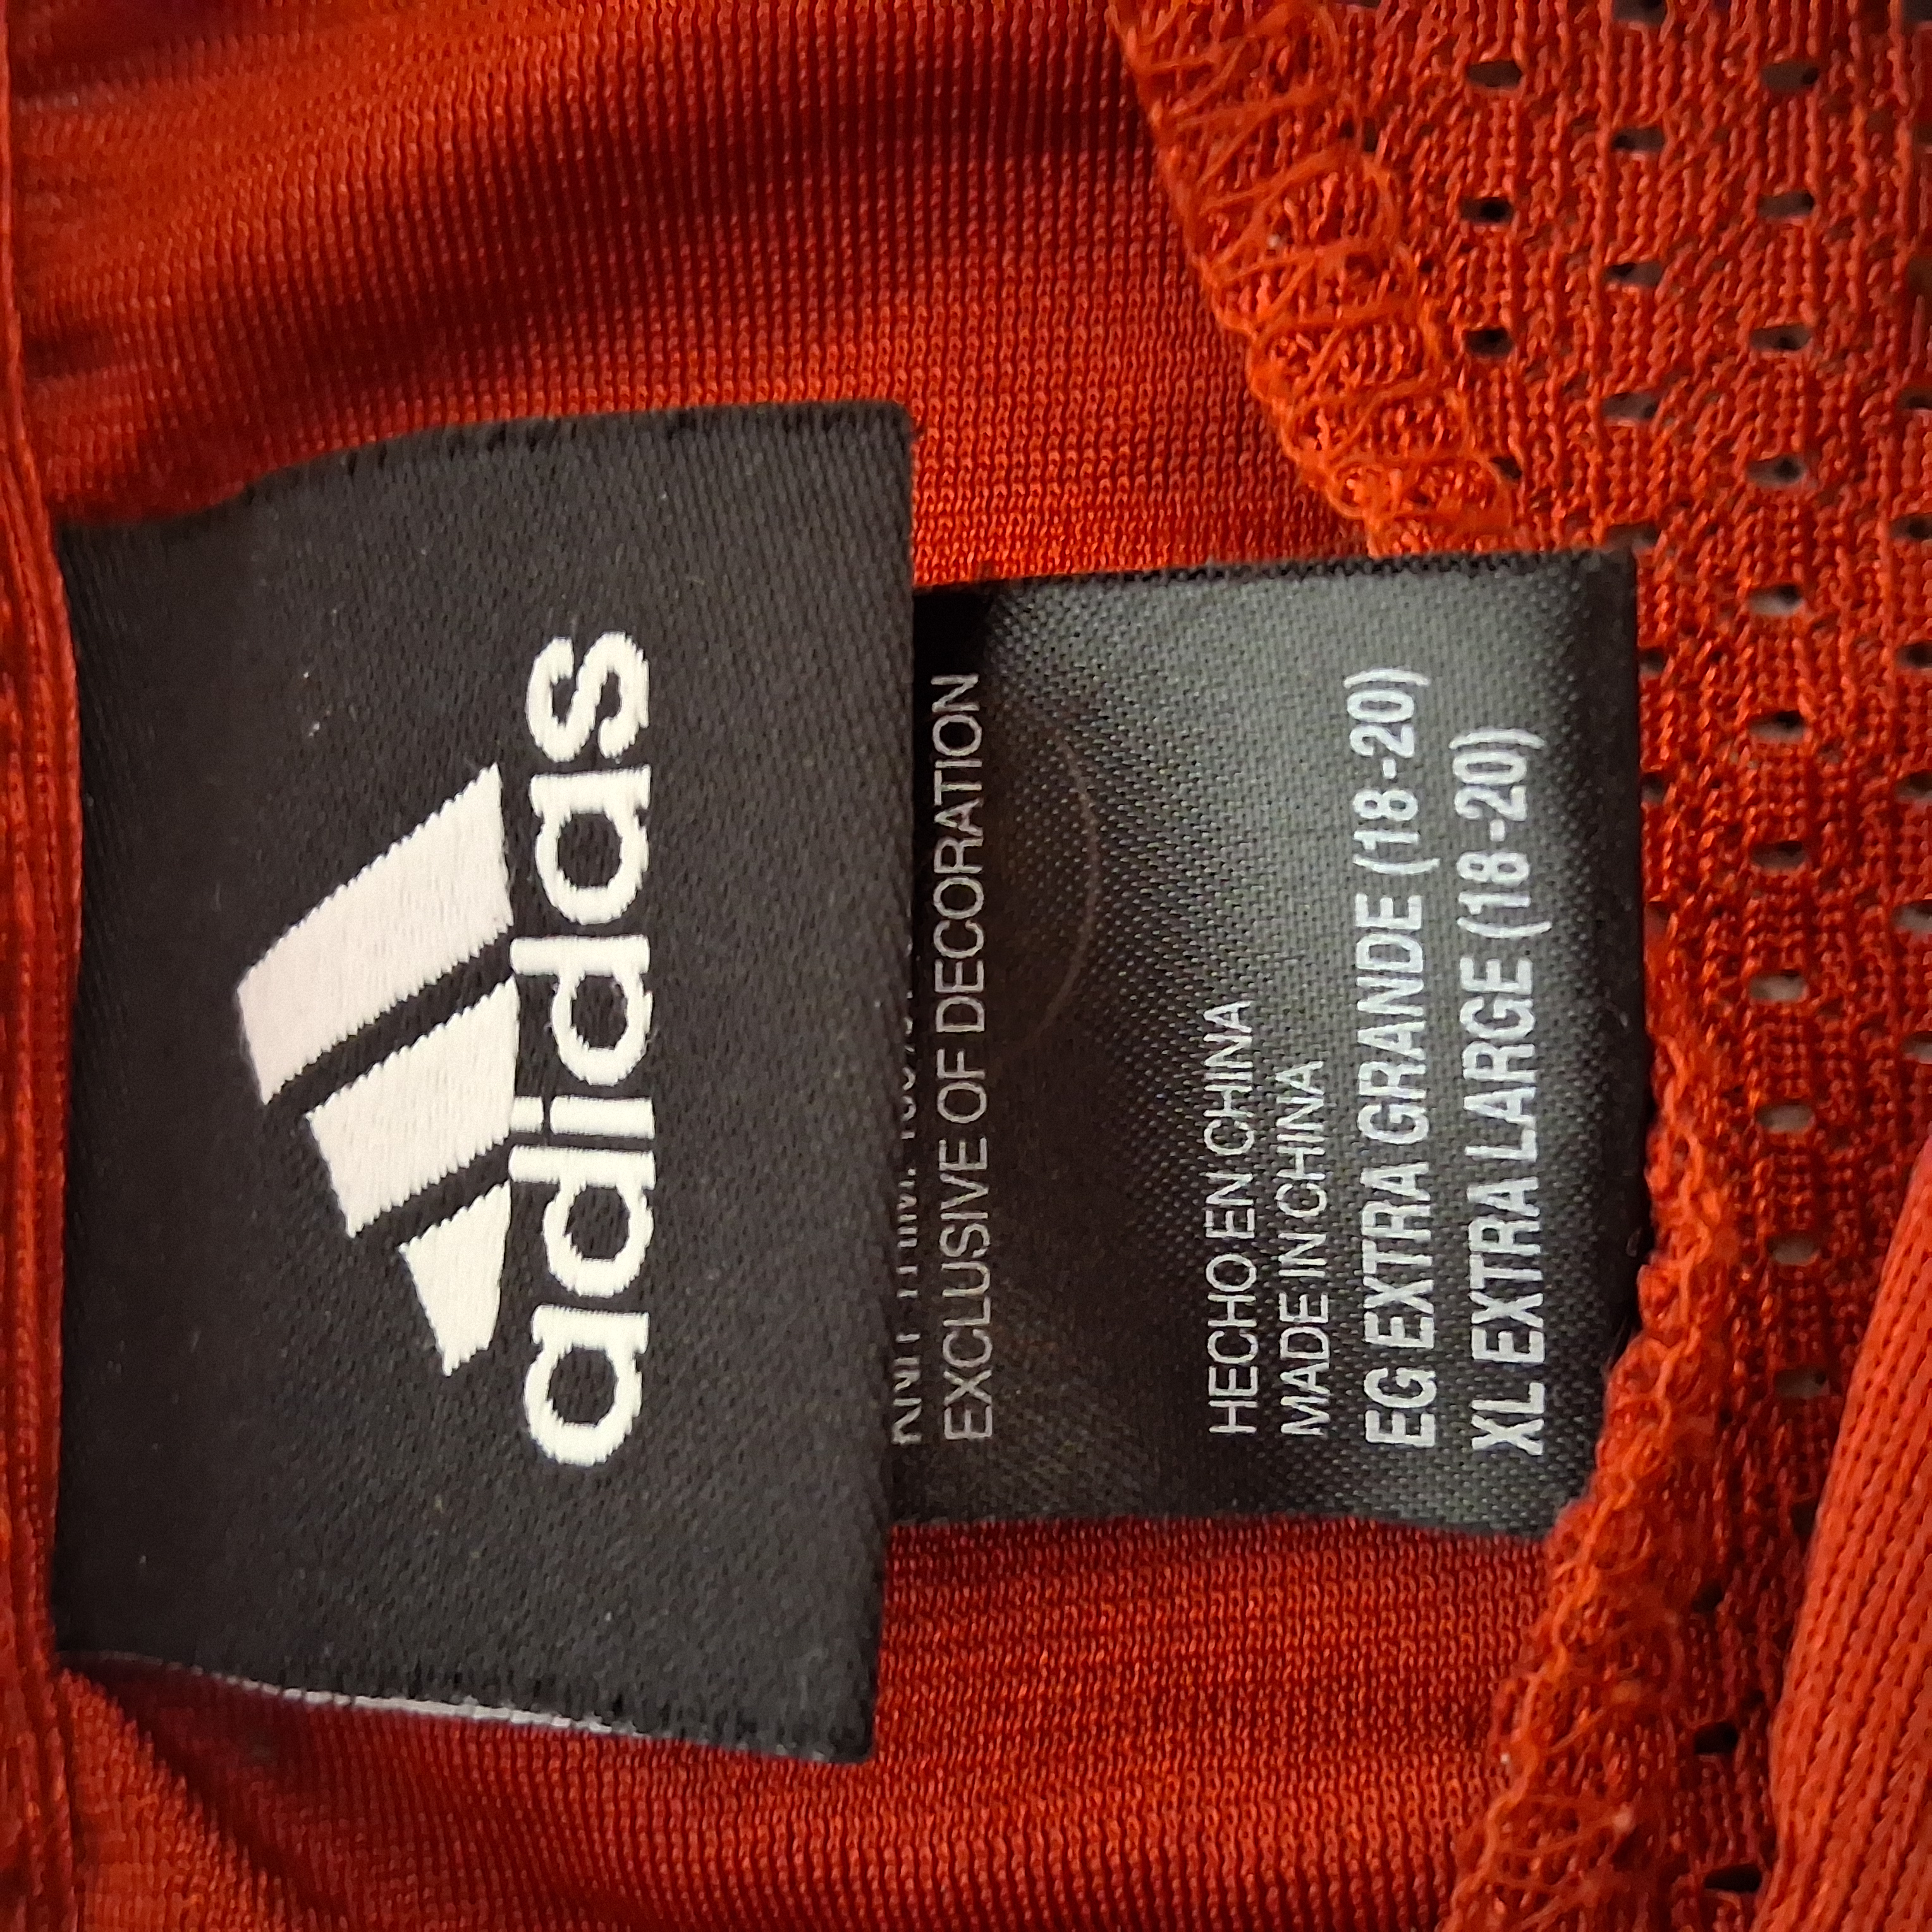 adidas
EXCLUSIVE OF DECORATION
HECHO EN CHINA
MADE IN CHINA
EG EXTRA GRANDE (18-20)
XL EXTRA LARGE (18-20)